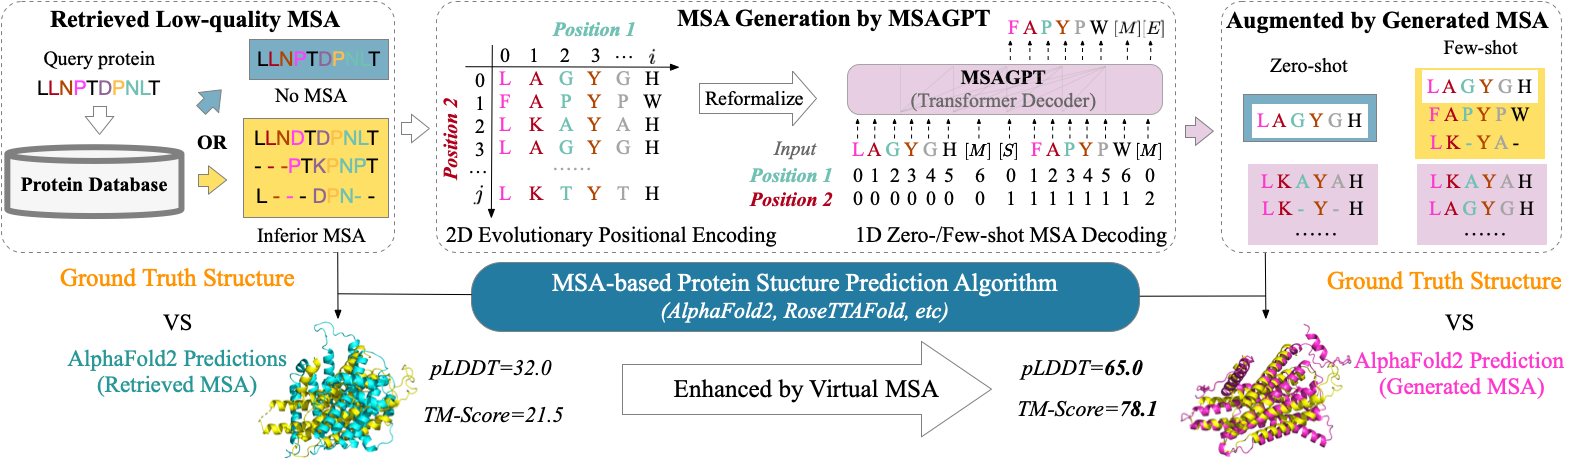 Retrieved Low-quality MSA
Query protein
LLNPTDPNLT
OR
Protein Database
LLNPTDPNLT
No MSA
LLNDTDPNLT
---PTKPNPT
L---DPN--
Inferior MSA
MSA Generation by MSAGPT
Position 1
0 1 2 3 ... i
Position 2
0 L A G Y G H
1 F A P Y P W
2 L K A Y A H
3 L A G Y G H
... ......
j L K T Y T H
2D Evolutionary Positional Encoding
Reformalize
F A P Y P W [M] [E]
MSAGPT
(Transformer Decoder)
Input L A G Y G H [M] [S] F A P Y P W [M]
Position 1 0 1 2 3 4 5 6 0 1 2 3 4 5 6 0
Position 2 0 0 0 0 0 0 0 1 1 1 1 1 1 1 2
1D Zero-/Few-shot MSA Decoding
Augmented by Generated MSA
Zero-shot
L A G Y G H
L K A Y A H
L K - Y - H
......
Few-shot
L A G Y G H
F A P Y P W
L K - Y A -
L K A Y A H
L A G Y G H
......
MSA-based Protein Stucture Prediction Algorithm
(AlphaFold2, RoseTTAFold, etc)
Ground Truth Structure
VS
AlphaFold2 Predictions
(Retrieved MSA)
pLDDT=32.0
TM-Score=21.5
Enhanced by Virtual MSA
pLDDT=65.0
TM-Score=78.1
Ground Truth Structure
VS
AlphaFold2 Prediction
(Generated MSA)